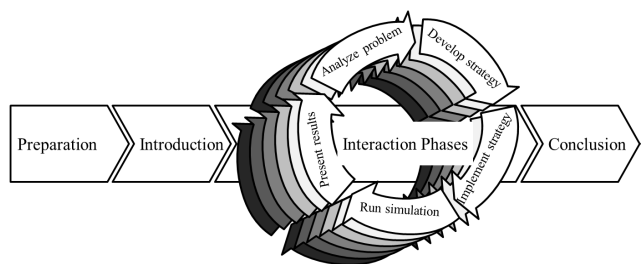 Analyze problem
Develop strategy
Preparation
Introduction
Present results
Interaction Phases
Implement strategy
Conclusion
Run simulation